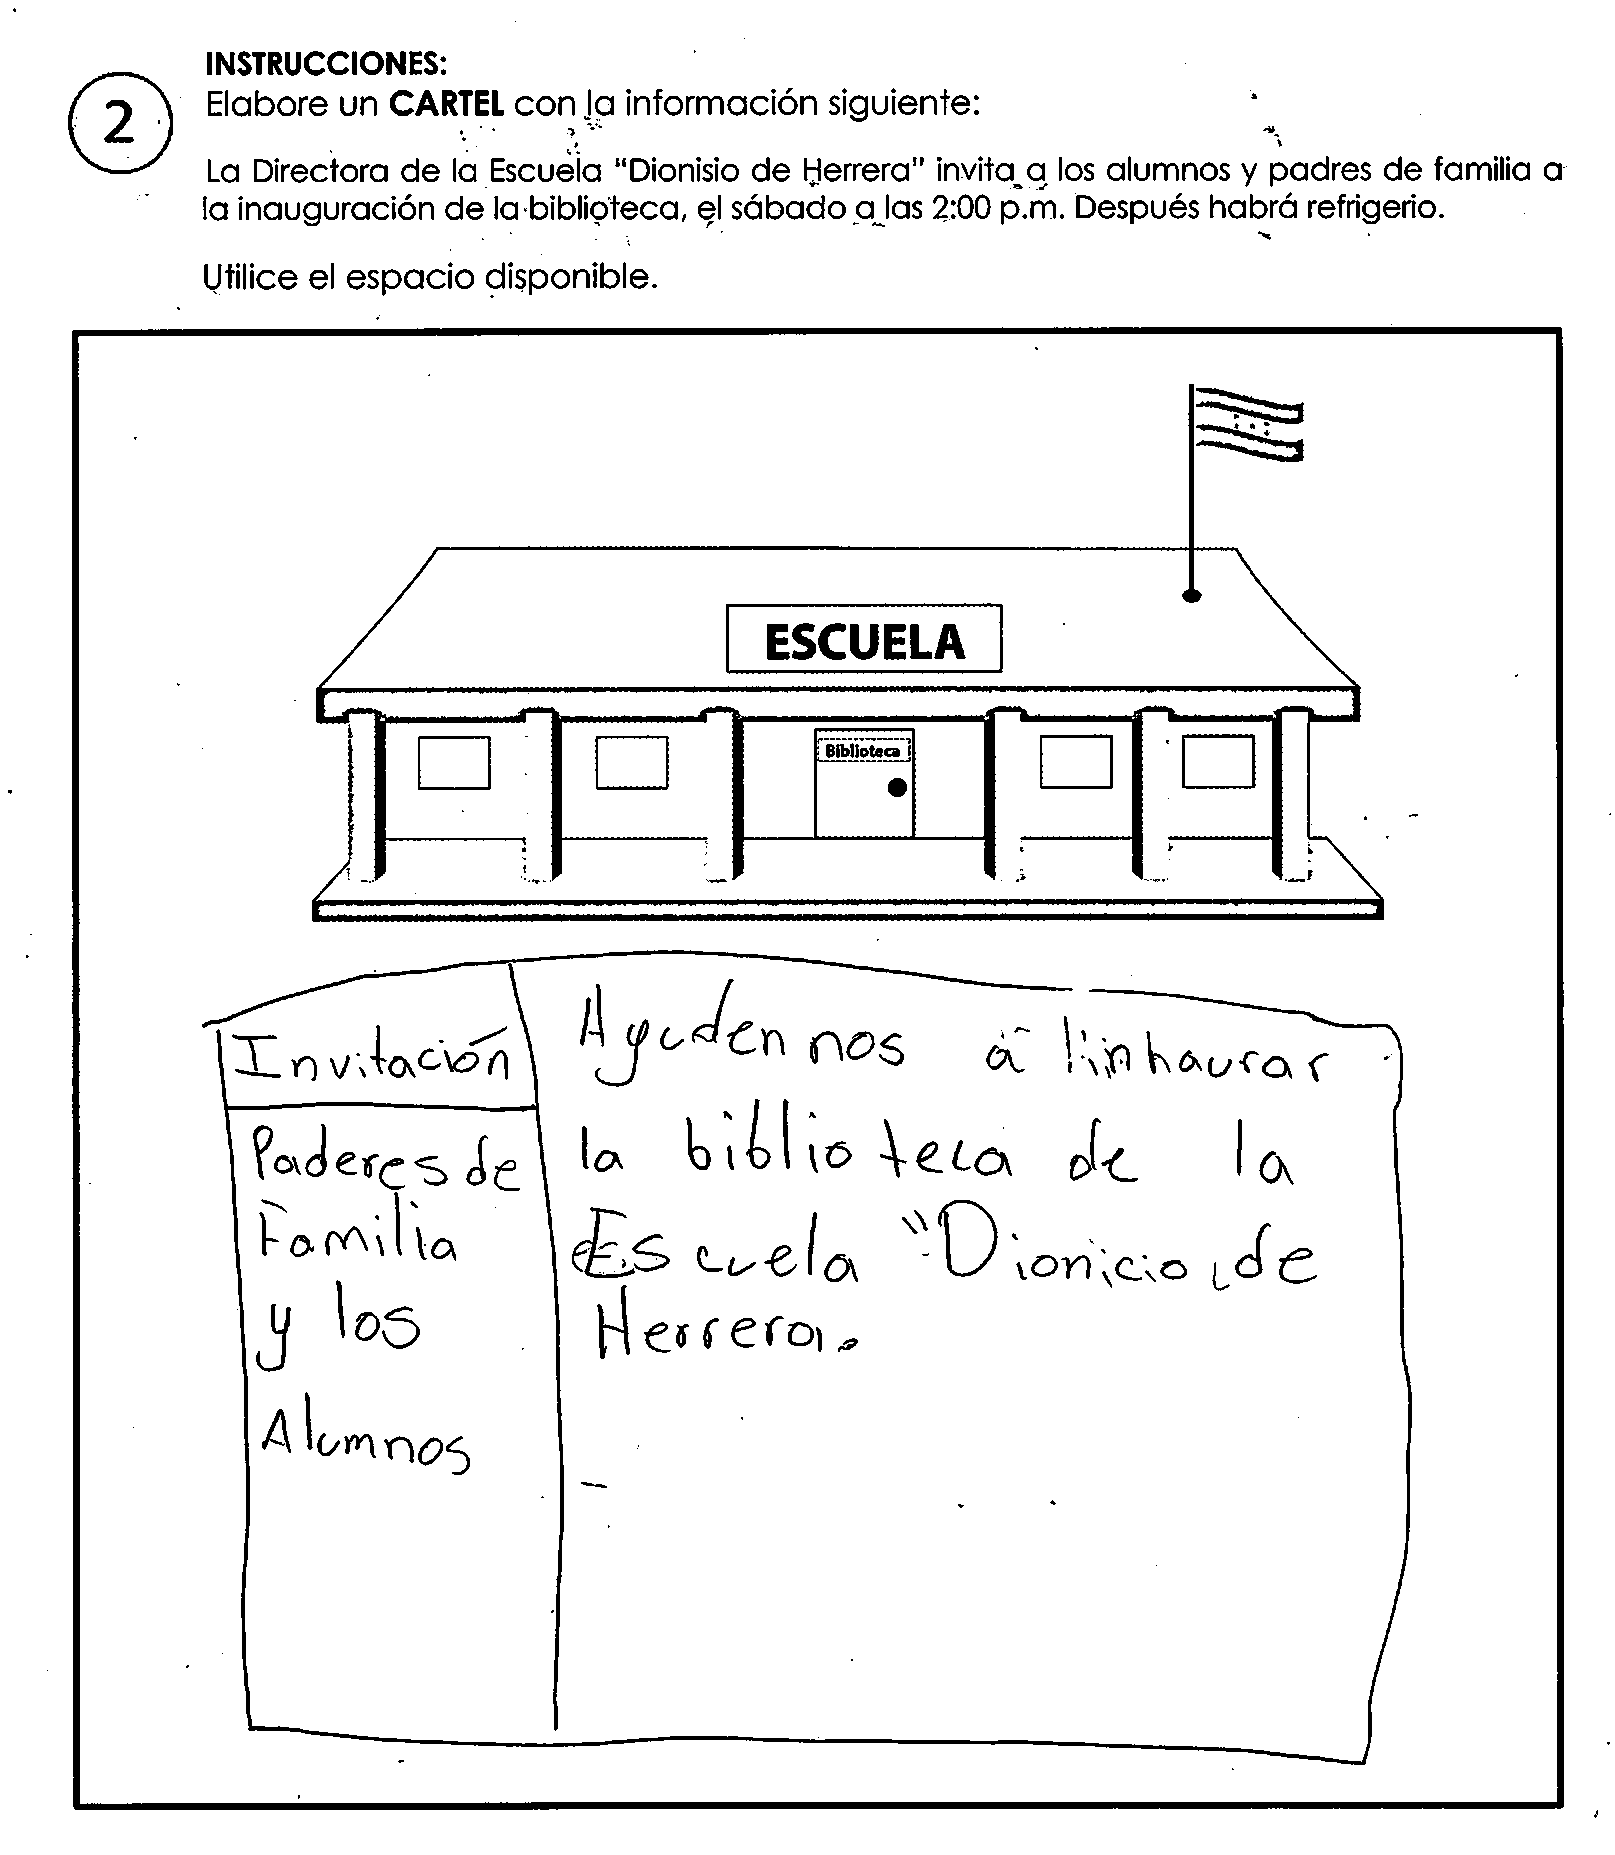 INSTRUCCIONES:
2
Elabore un CARTEL con la información siguiente:
La Directora de la Escuela "Dionisio de Herrera" invita a los alumnos y padres de familia a
la inauguración de la biblioteca, el sábado a las 2:00 p.m. Después habrá refrigerio.
Utilice el espacio disponible.
ESCUELA
Biblioteca
Invitación
Paderes de
Familia
y los
Alumnos
Ayuden nos a linhaurar
la biblioteca de la
Escuela "Dionicio de
Herrera.